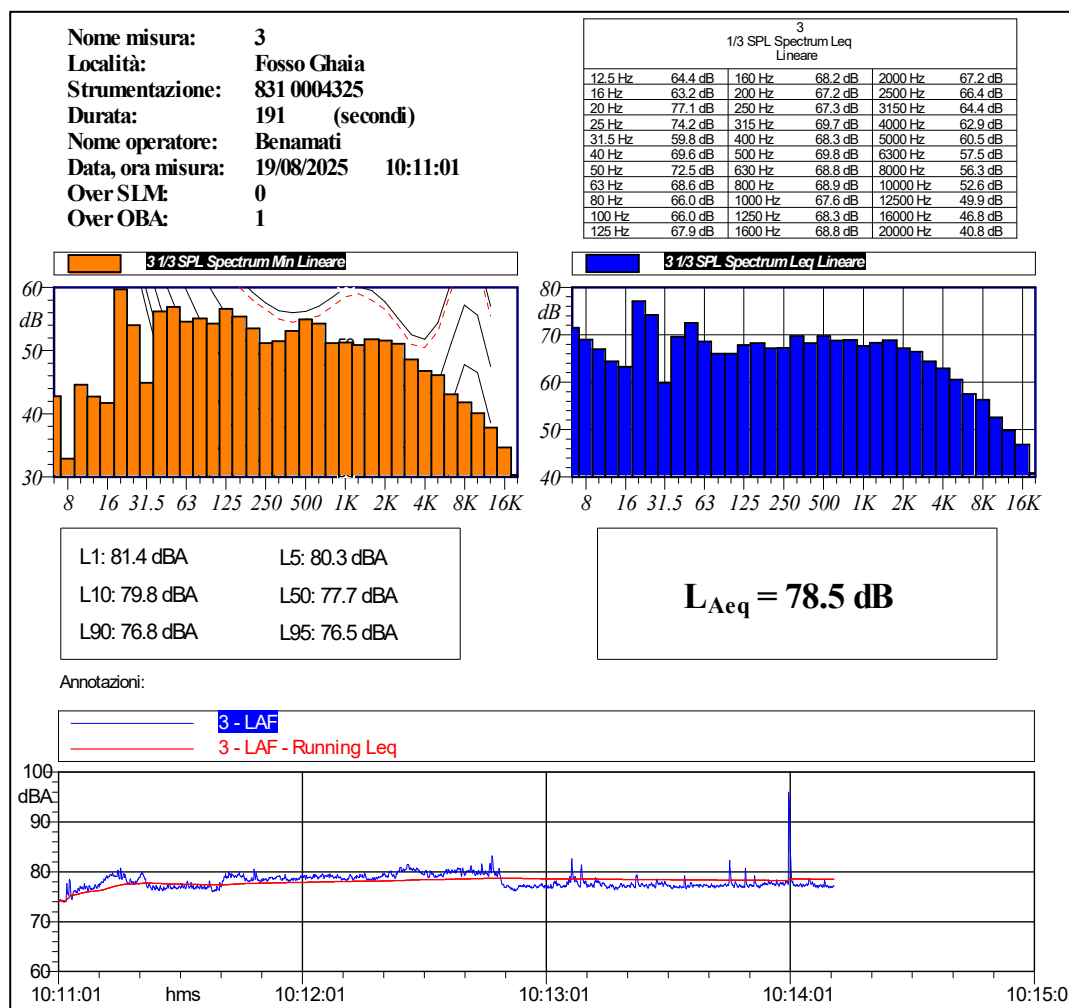 Nome misura: 3
Località: Fosso Ghaia
Strumentazione: 831 0004325
Durata: 191 (secondi)
Nome operatore: Benamati
Data, ora misura: 19/08/2025 10:11:01
Over SLM: 0
Over OBA: 1
3
1/3 SPL Spectrum Leq
Lineare
12.5 Hz 64.4 dB 160 Hz 68.2 dB 2000 Hz 67.2 dB
16 Hz 63.2 dB 200 Hz 67.2 dB 2500 Hz 66.4 dB
20 Hz 77.1 dB 250 Hz 67.3 dB 3150 Hz 64.4 dB
25 Hz 74.2 dB 315 Hz 69.7 dB 4000 Hz 62.9 dB
31.5 Hz 59.8 dB 400 Hz 68.3 dB 5000 Hz 60.5 dB
40 Hz 69.6 dB 500 Hz 69.8 dB 6300 Hz 57.5 dB
50 Hz 72.5 dB 630 Hz 68.8 dB 8000 Hz 56.3 dB
63 Hz 68.6 dB 800 Hz 68.9 dB 10000 Hz 52.6 dB
80 Hz 66.0 dB 1000 Hz 67.6 dB 12500 Hz 49.9 dB
100 Hz 66.0 dB 1250 Hz 68.3 dB 16000 Hz 46.8 dB
125 Hz 67.9 dB 1600 Hz 68.8 dB 20000 Hz 40.8 dB
3 1/3 SPL Spectrum Min Lineare
60
dB
50
40
30
8 16 31.5 63 125 250 500 1K 2K 4K 8K 16K
3 1/3 SPL Spectrum Leq Lineare
80
dB
70
60
50
40
8 16 31.5 63 125 250 500 1K 2K 4K 8K 16K
L1: 81.4 dBA L5: 80.3 dBA
L10: 79.8 dBA L50: 77.7 dBA
L90: 76.8 dBA L95: 76.5 dBA
LAeq = 78.5 dB
Annotazioni:
3 - LAF
3 - LAF - Running Leq
100
dBA
90
80
70
60
10:11:01 hms 10:12:01 10:13:01 10:14:01 10:15:0